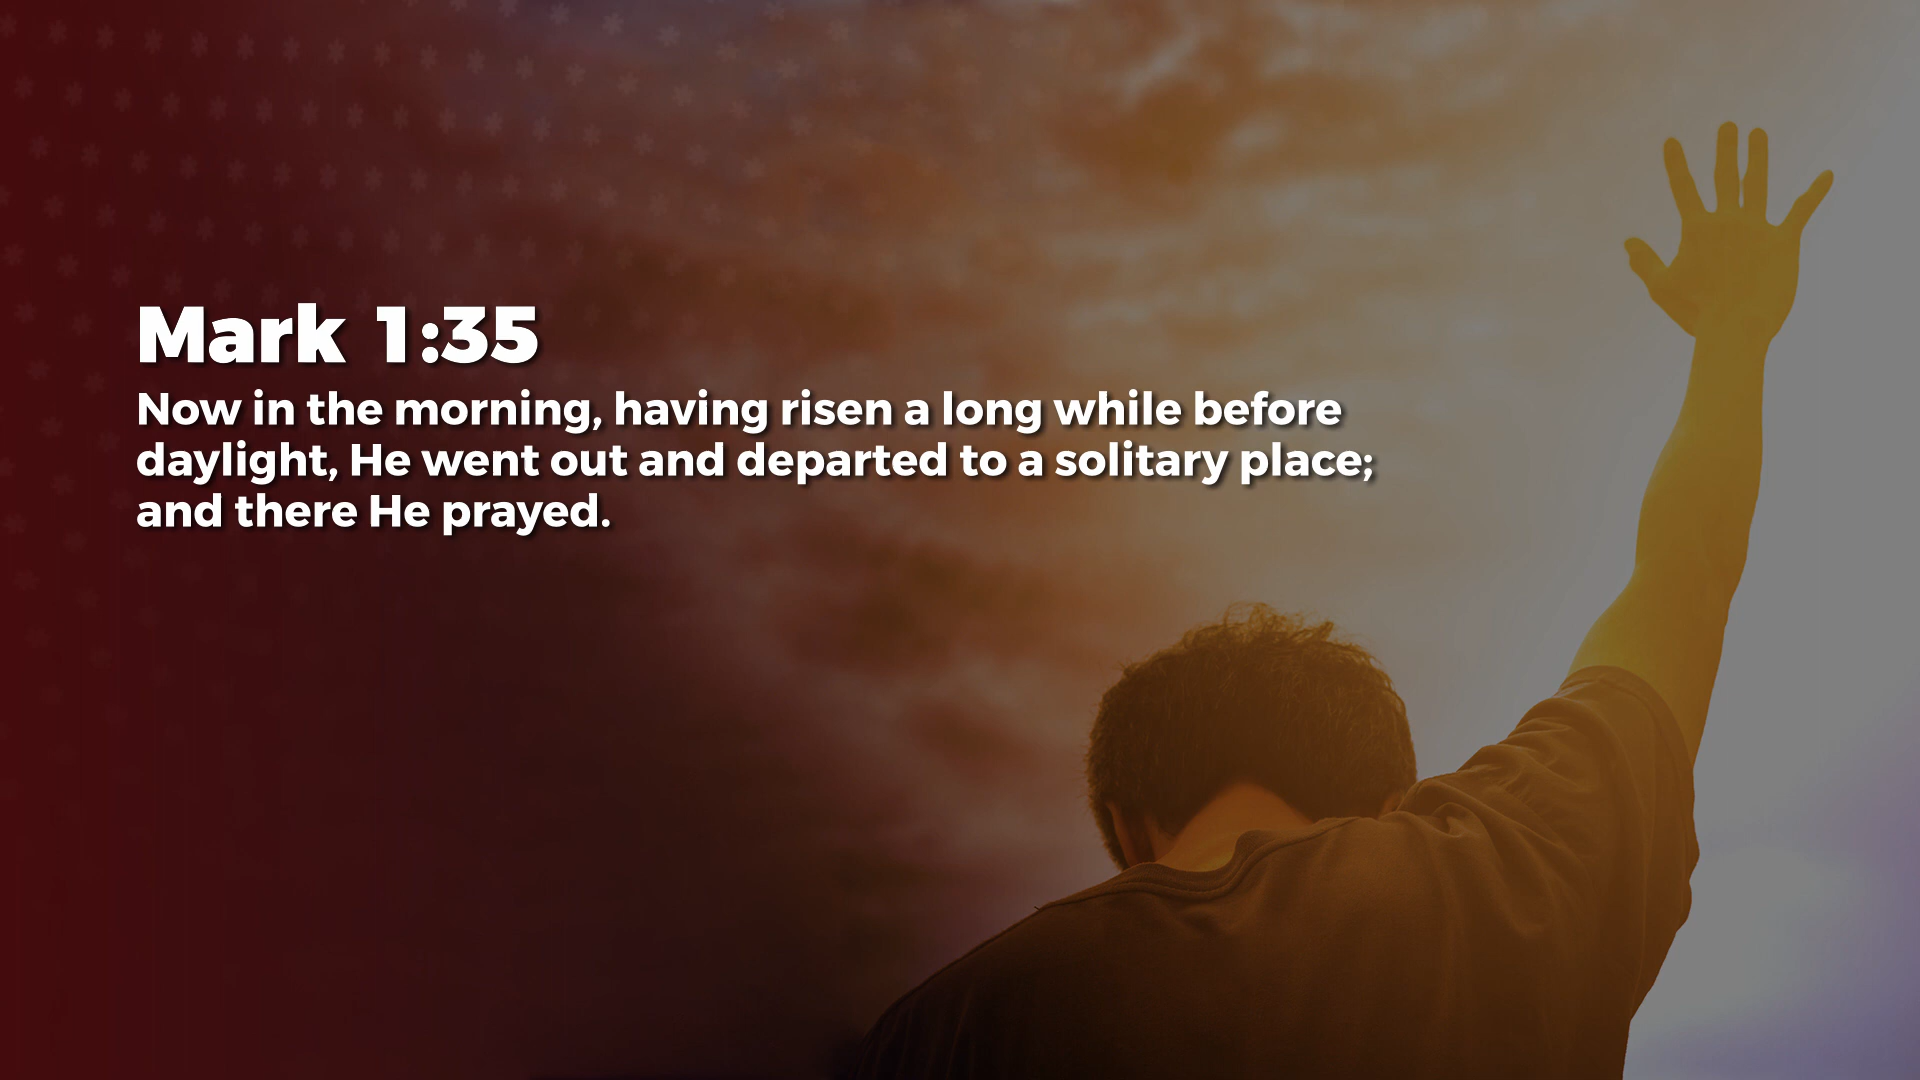 Mark 1:35
Now in the morning, having risen a long while before
daylight, He went out and departed to a solitary place;
and there He prayed.